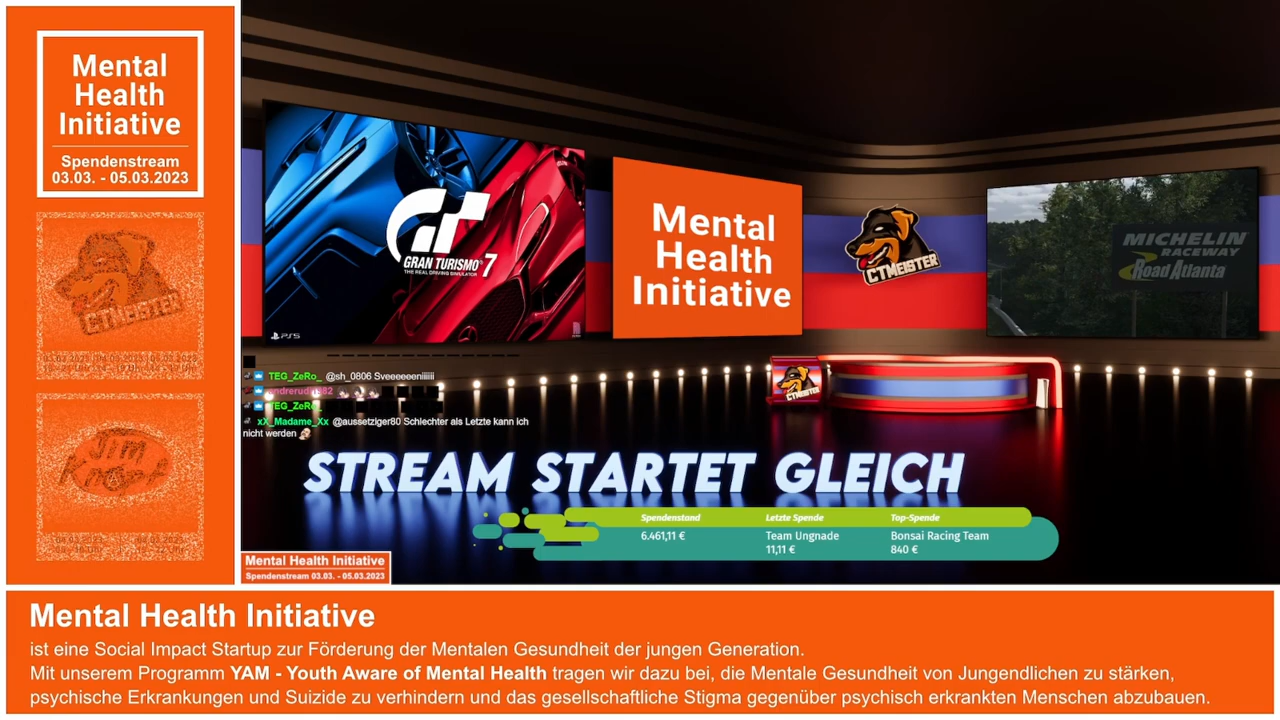 Mental
Health
Initiative
Spendenstream
03.03. - 05.03.2023
CTMEISTER
Jim
GRAN TURISMO 7
THE REAL DRIVING SIMULATOR
PS5
Mental
Health
Initiative
CTMEISTER
MICHELIN
RACEWAY
Road Atlanta
CTMEISTER
TEG_ZeRo_ @sh_0806 Sveeeeeeniiiiii
TEG_ZeRo_
xX_Madame_Xx @aussetziger80 Schlechter als Letzte kann ich
nicht werden
STREAM STARTET GLEICH
Spendenstand Letzte Spende Top-Spende
6.461,11 € Team Ungnade Bonsai Racing Team
11,11 € 840 €
Mental Health Initiative
Spendenstream 03.03. - 05.03.2023
Mental Health Initiative
ist eine Social Impact Startup zur Förderung der Mentalen Gesundheit der jungen Generation.
Mit unserem Programm YAM - Youth Aware of Mental Health tragen wir dazu bei, die Mentale Gesundheit von Jungendlichen zu stärken,
psychische Erkrankungen und Suizide zu verhindern und das gesellschaftliche Stigma gegenüber psychisch erkrankten Menschen abzubauen.